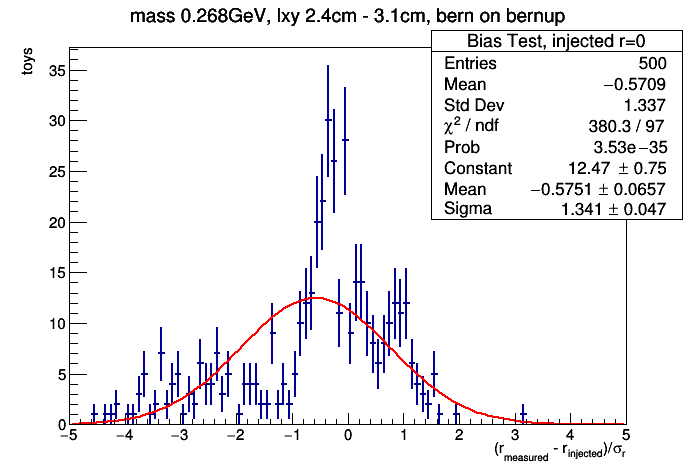 mass 0.268GeV, lxy 2.4cm - 3.1cm, bern on bernup
Bias Test, injected r=0
Entries 500
Mean −0.5709
Std Dev 1.337
χ² / ndf 380.3 / 97
Prob 3.53e−35
Constant 12.47 ± 0.75
Mean −0.5751 ± 0.0657
Sigma 1.341 ± 0.047
toys
35
30
25
20
15
10
5
0
−5 −4 −3 −2 −1 0 1 2 3 4 5
(r_measured - r_injected)/σ_r